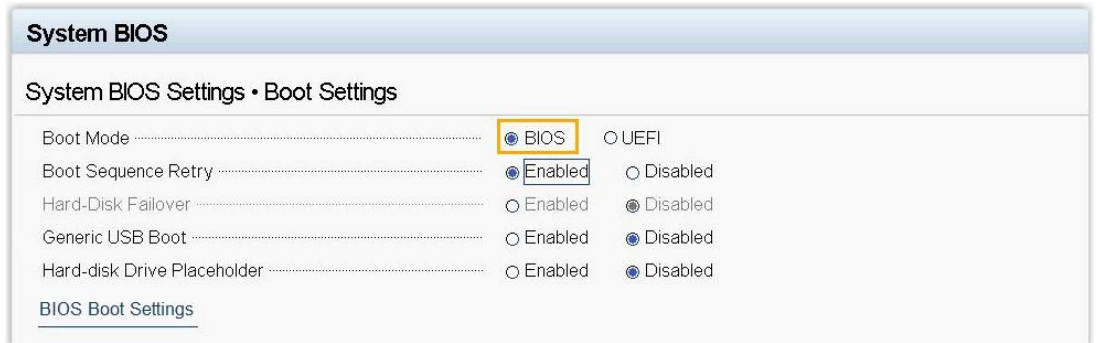 System BIOS
System BIOS Settings • Boot Settings
Boot Mode BIOS UEFI
Boot Sequence Retry Enabled Disabled
Hard-Disk Failover Enabled Disabled
Generic USB Boot Enabled Disabled
Hard-disk Drive Placeholder Enabled Disabled
BIOS Boot Settings